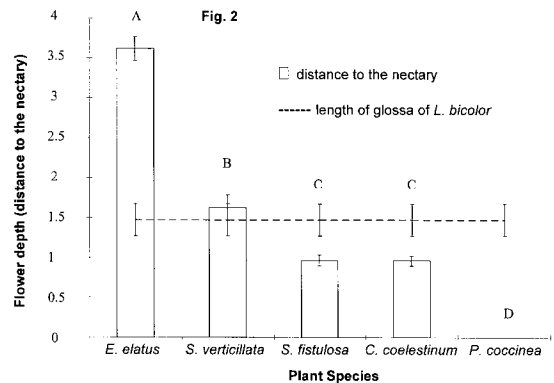 Fig. 2
4
3.5
3
2.5
2
1.5
1
0.5
0
Flower depth (distance to the nectary)
A
B
C
C
D
distance to the nectary
length of glossa of L. bicolor
E. elatus S. verticillata S. fistulosa C. coelestinum P. coccinea
Plant Species